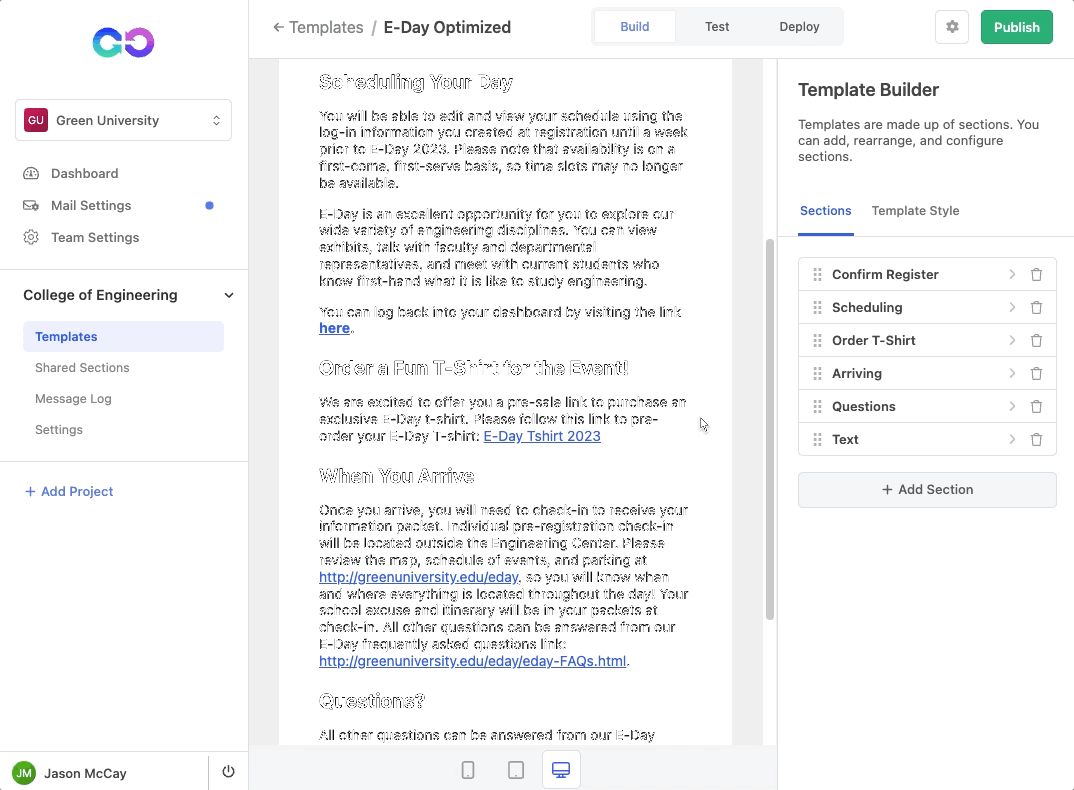 ← Templates / E-Day Optimized
Build
Test
Deploy
Publish
GU Green University
Dashboard
Mail Settings
Team Settings
College of Engineering
Templates
Shared Sections
Message Log
Settings
+ Add Project
JM Jason McCay
Scheduling Your Day
You will be able to edit and view your schedule using the
log-in information you created at registration until a week
prior to E-Day 2023. Please note that availability is on a
first-come, first-serve basis, so time slots may no longer
be available.
E-Day is an excellent opportunity for you to explore our
wide variety of engineering disciplines. You can view
exhibits, talk with faculty and departmental
representatives, and meet with current students who
know first-hand what it is like to study engineering.
You can log back into your dashboard by visiting the link
here.
Order a Fun T-Shirt for the Event!
We are excited to offer you a pre-sale link to purchase an
exclusive E-Day t-shirt. Please follow this link to pre-
order your E-Day T-shirt: E-Day Tshirt 2023
When You Arrive
Once you arrive, you will need to check-in to receive your
information packet. Individual pre-registration check-in
will be located outside the Engineering Center. Please
review the map, schedule of events, and parking at
http://greenuniversity.edu/eday, so you will know when
and where everything is located throughout the day! Your
school excuse and itinerary will be in your packets at
check-in. All other questions can be answered from our
E-Day frequently asked questions link:
http://greenuniversity.edu/eday/eday-FAQs.html.
Questions?
All other questions can be answered from our E-Day
Template Builder
Templates are made up of sections. You
can add, rearrange, and configure
sections.
Sections
Template Style
Confirm Register
Scheduling
Order T-Shirt
Arriving
Questions
Text
+ Add Section